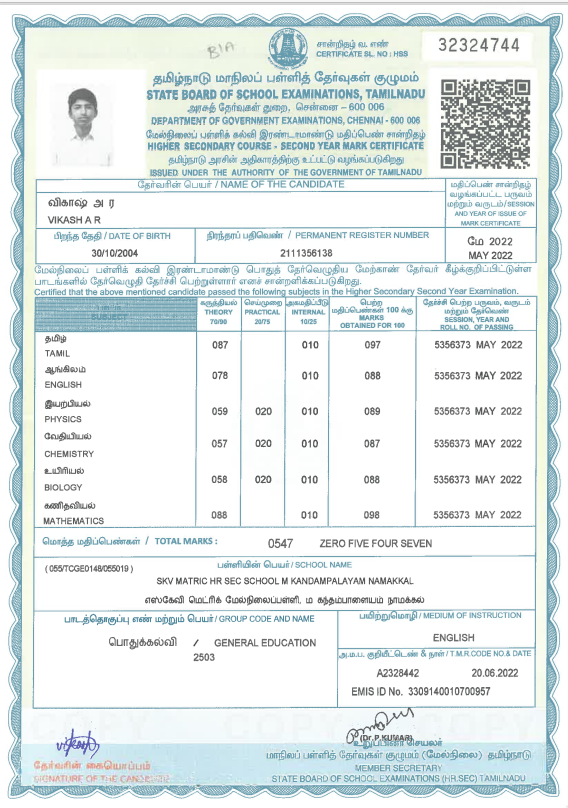 BIA
சான்றிதழ் வ. எண்
CERTIFICATE SL. NO : HSS
32324744
தமிழ்நாடு மாநிலப் பள்ளித் தேர்வுகள் குழுமம்
STATE BOARD OF SCHOOL EXAMINATIONS, TAMILNADU
அரசுத் தேர்வுகள் துறை, சென்னை – 600 006
DEPARTMENT OF GOVERNMENT EXAMINATIONS, CHENNAI - 600 006
மேல்நிலைப் பள்ளிக் கல்வி இரண்டாமாண்டு மதிப்பெண் சான்றிதழ்
HIGHER SECONDARY COURSE - SECOND YEAR MARK CERTIFICATE
தமிழ்நாடு அரசின் அதிகாரத்திற்கு உட்பட்டு வழங்கப்படுகிறது
ISSUED UNDER THE AUTHORITY OF THE GOVERNMENT OF TAMILNADU
தேர்வரின் பெயர் / NAME OF THE CANDIDATE
விகாஷ் அ ர
VIKASH A R
மதிப்பெண் சான்றிதழ் வழங்கப்பட்ட பருவம் மற்றும் வருடம்/SESSION AND YEAR OF ISSUE OF MARK CERTIFICATE
பிறந்த தேதி / DATE OF BIRTH
நிரந்தரப் பதிவெண் / PERMANENT REGISTER NUMBER
30/10/2004
2111356138
மே 2022
MAY 2022
மேல்நிலைப் பள்ளிக் கல்வி இரண்டாமாண்டு பொதுத் தேர்வெழுதிய மேற்காண் தேர்வர் கீழ்க்குறிப்பிட்டுள்ள
பாடங்களில் தேர்வெழுதி தேர்ச்சி பெற்றுள்ளார் எனச் சான்றளிக்கப்படுகிறது.
Certified that the above mentioned candidate passed the following subjects in the Higher Secondary Second Year Examination.
பாடம்
SUBJECT
கருத்தியல் THEORY 70/90
செய்முறை PRACTICAL 20/75
அகமதிப்பீடு INTERNAL 10/25
பெற்ற மதிப்பெண்கள் 100 க்கு MARKS OBTAINED FOR 100
தேர்ச்சி பெற்ற பருவம், வருடம் மற்றும் தேர்வெண் SESSION, YEAR AND ROLL NO. OF PASSING
தமிழ்
TAMIL 087 010 097 5356373 MAY 2022
ஆங்கிலம்
ENGLISH 078 010 088 5356373 MAY 2022
இயற்பியல்
PHYSICS 059 020 010 089 5356373 MAY 2022
வேதியியல்
CHEMISTRY 057 020 010 087 5356373 MAY 2022
உயிரியல்
BIOLOGY 058 020 010 088 5356373 MAY 2022
கணிதவியல்
MATHEMATICS 088 010 098 5356373 MAY 2022
மொத்த மதிப்பெண்கள் / TOTAL MARKS : 0547 ZERO FIVE FOUR SEVEN
( 055/TCGE0148/055019 )
பள்ளியின் பெயர் / SCHOOL NAME
SKV MATRIC HR SEC SCHOOL M KANDAMPALAYAM NAMAKKAL
எஸ்கேவி மெட்ரிக் மேல்நிலைப்பள்ளி, ம கந்தம்பாளையம் நாமக்கல்
பாடத்தொகுப்பு எண் மற்றும் பெயர் / GROUP CODE AND NAME
பயிற்றுமொழி / MEDIUM OF INSTRUCTION
பொதுக்கல்வி / GENERAL EDUCATION
2503
ENGLISH
அ.ம.ப. குறியீட்டெண் & நாள் / T.M.R.CODE NO.& DATE
A2328442 20.06.2022
EMIS ID No. 3309140010700957
(Dr.P.KUMAR)
உறுப்பினர் செயலர்
தேர்வரின் கையொப்பம்
SIGNATURE OF THE CANDIDATE
மாநிலப் பள்ளித் தேர்வுகள் குழுமம் (மேல்நிலை) தமிழ்நாடு
MEMBER SECRETARY
STATE BOARD OF SCHOOL EXAMINATIONS (HR.SEC) TAMILNADU